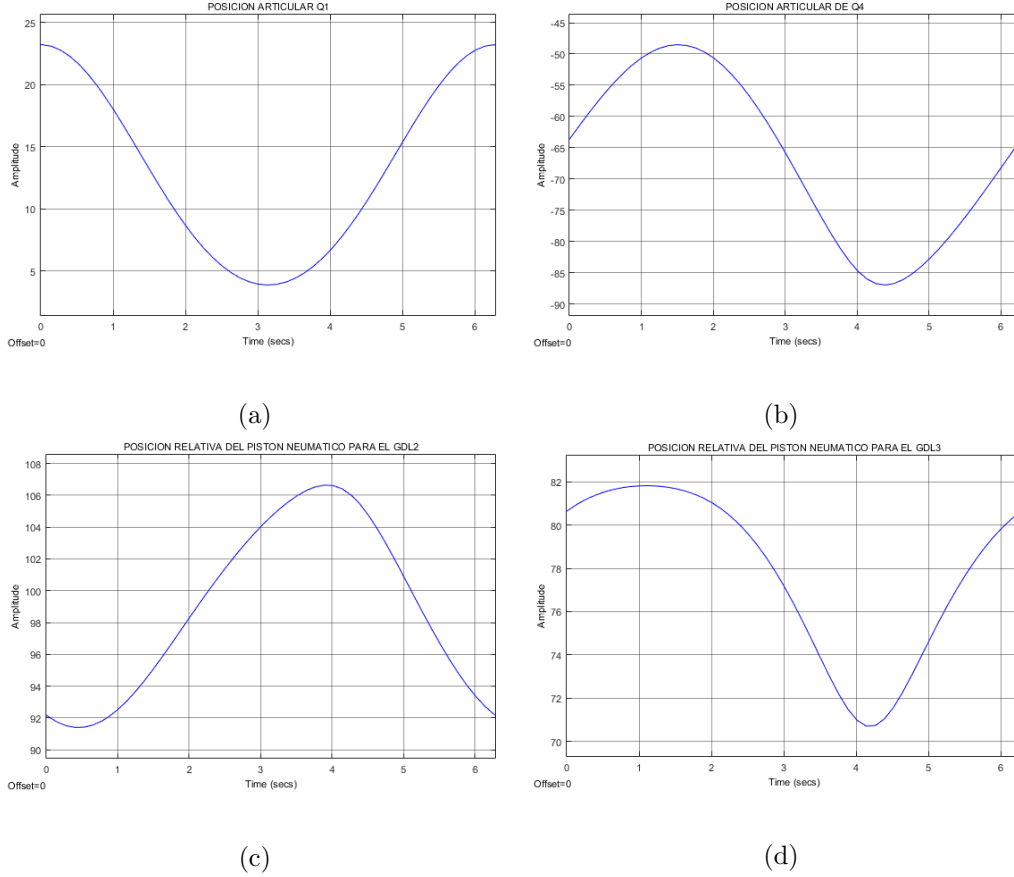 POSICION ARTICULAR Q1
25
20
15
10
5
Amplitude
0 1 2 3 4 5 6
Time (secs)
Offset=0
(a)
POSICION ARTICULAR DE Q4
-45
-50
-55
-60
-65
-70
-75
-80
-85
-90
Amplitude
0 1 2 3 4 5 6
Time (secs)
Offset=0
(b)
POSICION RELATIVA DEL PISTON NEUMATICO PARA EL GDL2
108
106
104
102
100
98
96
94
92
90
Amplitude
0 1 2 3 4 5 6
Time (secs)
Offset=0
(c)
POSICION RELATIVA DEL PISTON NEUMATICO PARA EL GDL3
82
80
78
76
74
72
70
Amplitude
0 1 2 3 4 5 6
Time (secs)
Offset=0
(d)